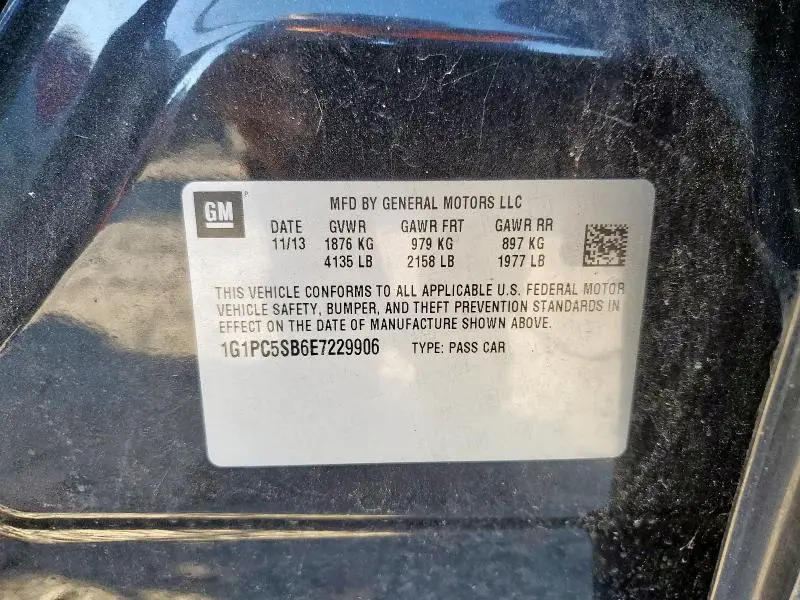 GM
MFD BY GENERAL MOTORS LLC
DATE GVWR GAWR FRT GAWR RR
11/13 1876 KG 979 KG 897 KG
4135 LB 2158 LB 1977 LB
THIS VEHICLE CONFORMS TO ALL APPLICABLE U.S. FEDERAL MOTOR
VEHICLE SAFETY, BUMPER, AND THEFT PREVENTION STANDARDS IN
EFFECT ON THE DATE OF MANUFACTURE SHOWN ABOVE.
1G1PC5SB6E7229906 TYPE: PASS CAR